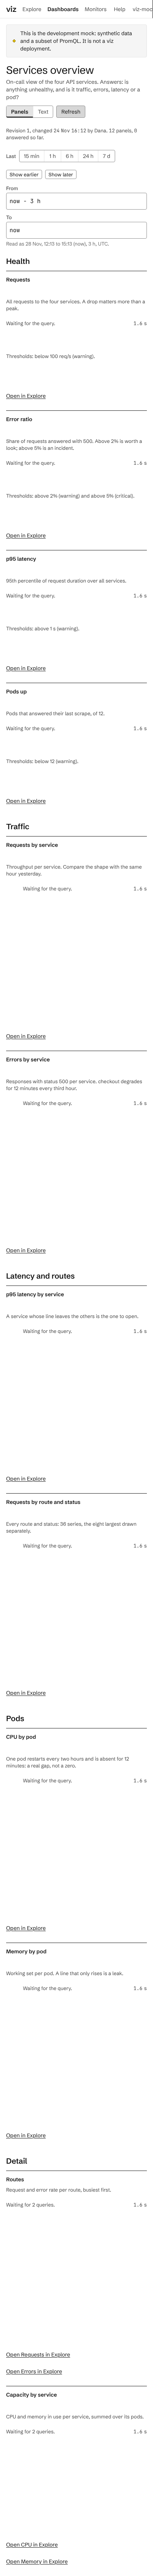 viz Explore Dashboards Monitors Help viz-moc
This is the development mock: synthetic data
and a subset of PromQL. It is not a viz
deployment.
Services overview
On-call view of the four API services. Answers: is
anything unhealthy, and is it traffic, errors, latency or a
pod?
Panels Text Refresh
Revision 1, changed 24 Nov 16:12 by Dana. 12 panels, 0
answered so far.
Last 15 min 1 h 6 h 24 h 7 d
Show earlier Show later
From
now - 3 h
To
now
Health
Requests
All requests to the four services. A drop matters more than a
peak.
Waiting for the query. 1.6 s
Thresholds: below 100 req/s (warning).
Open in Explore
Error ratio
Share of requests answered with 500. Above 2% is worth a
look; above 5% is an incident.
Waiting for the query. 1.6 s
Thresholds: above 2% (warning) and above 5% (critical).
Open in Explore
p95 latency
95th percentile of request duration over all services.
Waiting for the query. 1.6 s
Thresholds: above 1 s (warning).
Open in Explore
Pods up
Pods that answered their last scrape, of 12.
Waiting for the query. 1.6 s
Thresholds: below 12 (warning).
Open in Explore
Traffic
Requests by service
Throughput per service. Compare the shape with the same
hour yesterday.
Waiting for the query. 1.6 s
Open in Explore
Errors by service
Responses with status 500 per service. checkout degrades
for 12 minutes every third hour.
Waiting for the query. 1.6 s
Open in Explore
Latency and routes
p95 latency by service
A service whose line leaves the others is the one to open.
Waiting for the query. 1.6 s
Open in Explore
Requests by route and status
Every route and status: 36 series, the eight largest drawn
separately.
Waiting for the query. 1.6 s
Open in Explore
Pods
CPU by pod
One pod restarts every two hours and is absent for 12
minutes: a real gap, not a zero.
Waiting for the query. 1.6 s
Open in Explore
Memory by pod
Working set per pod. A line that only rises is a leak.
Waiting for the query. 1.6 s
Open in Explore
Detail
Routes
Request and error rate per route, busiest first.
Waiting for 2 queries. 1.6 s
Open Requests in Explore
Open Errors in Explore
Capacity by service
CPU and memory in use per service, summed over its pods.
Waiting for 2 queries. 1.6 s
Open CPU in Explore
Open Memory in Explore